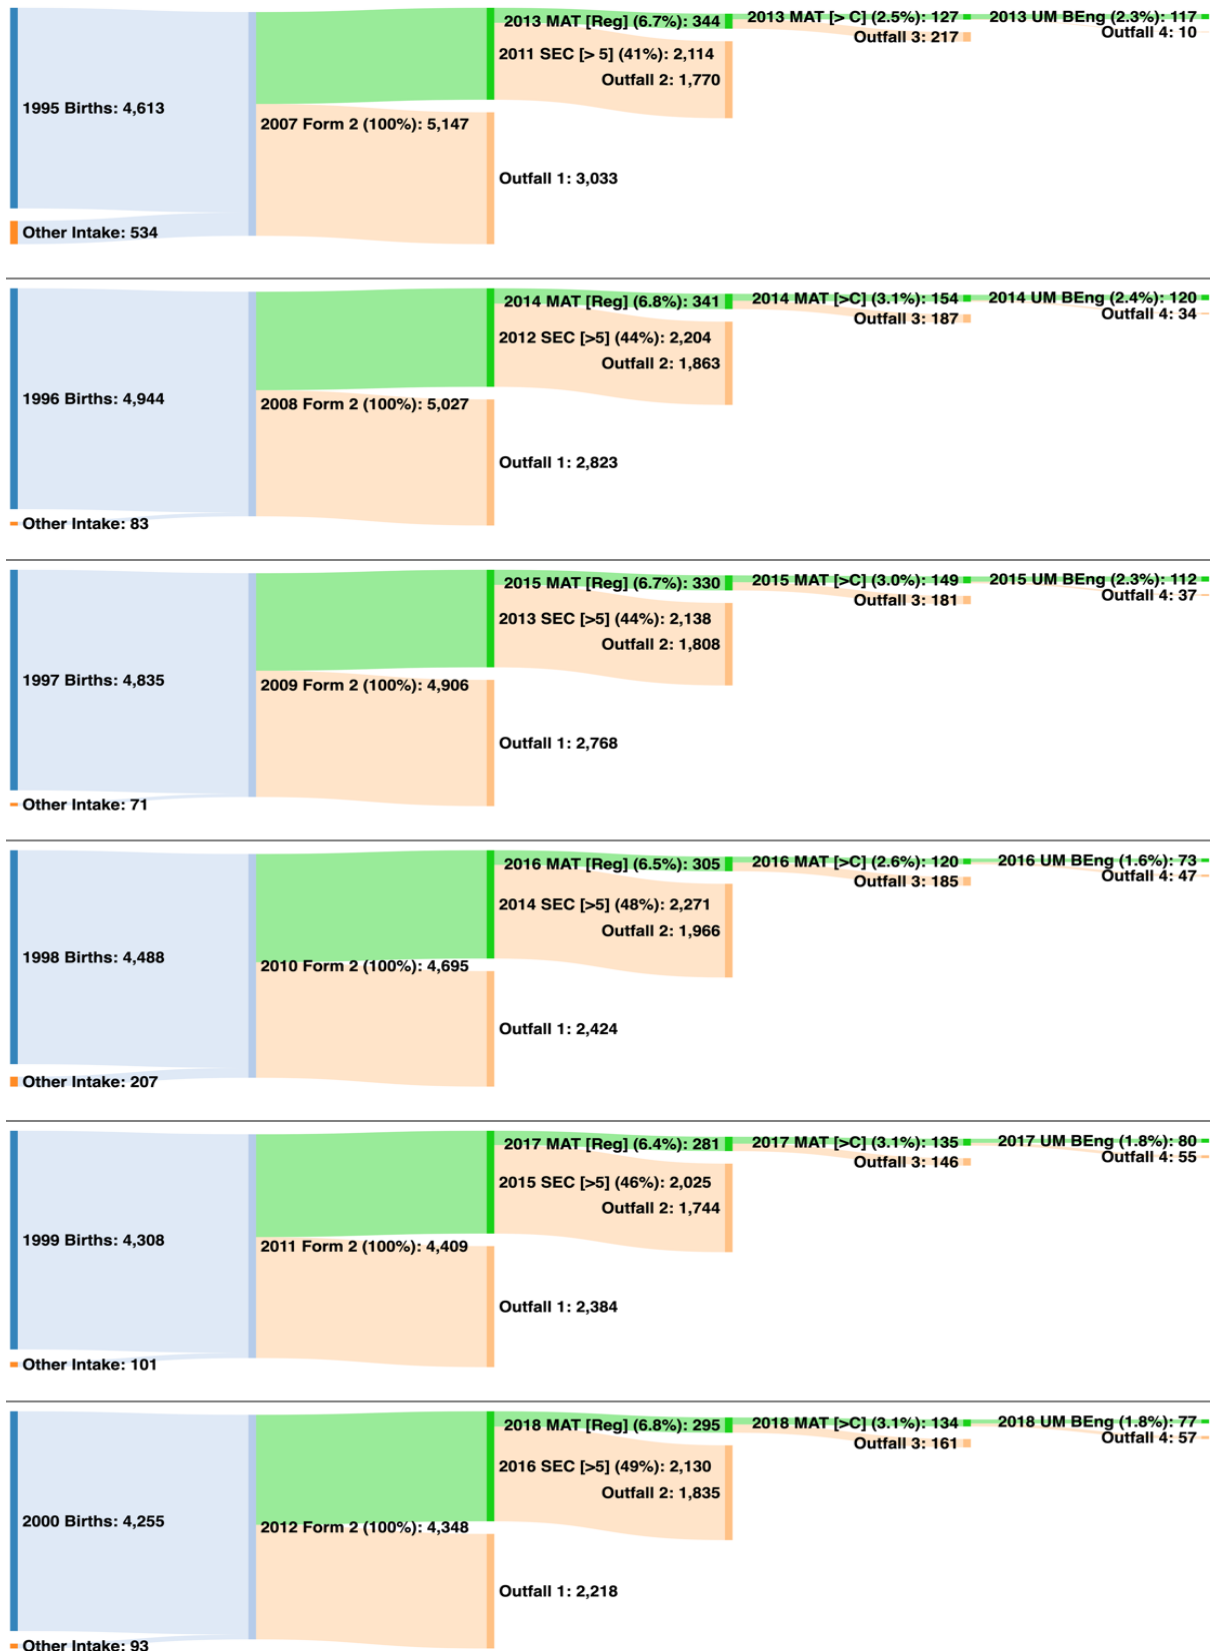 2013 MAT [Reg] (6.7%): 344
2013 MAT [> C] (2.5%): 127
2013 UM BEng (2.3%): 117
Outfall 4: 10
Outfall 3: 217
2011 SEC [> 5] (41%): 2,114
Outfall 2: 1,770
1995 Births: 4,613
2007 Form 2 (100%): 5,147
Outfall 1: 3,033
Other Intake: 534
2014 MAT [Reg] (6.8%): 341
2014 MAT [>C] (3.1%): 154
2014 UM BEng (2.4%): 120
Outfall 4: 34
Outfall 3: 187
2012 SEC [>5] (44%): 2,204
Outfall 2: 1,863
1996 Births: 4,944
2008 Form 2 (100%): 5,027
Outfall 1: 2,823
Other Intake: 83
2015 MAT [Reg] (6.7%): 330
2015 MAT [>C] (3.0%): 149
2015 UM BEng (2.3%): 112
Outfall 4: 37
Outfall 3: 181
2013 SEC [>5] (44%): 2,138
Outfall 2: 1,808
1997 Births: 4,835
2009 Form 2 (100%): 4,906
Outfall 1: 2,768
Other Intake: 71
2016 MAT [Reg] (6.5%): 305
2016 MAT [>C] (2.6%): 120
2016 UM BEng (1.6%): 73
Outfall 4: 47
Outfall 3: 185
2014 SEC [>5] (48%): 2,271
Outfall 2: 1,966
1998 Births: 4,488
2010 Form 2 (100%): 4,695
Outfall 1: 2,424
Other Intake: 207
2017 MAT [Reg] (6.4%): 281
2017 MAT [>C] (3.1%): 135
2017 UM BEng (1.8%): 80
Outfall 4: 55
Outfall 3: 146
2015 SEC [>5] (46%): 2,025
Outfall 2: 1,744
1999 Births: 4,308
2011 Form 2 (100%): 4,409
Outfall 1: 2,384
Other Intake: 101
2018 MAT [Reg] (6.8%): 295
2018 MAT [>C] (3.1%): 134
2018 UM BEng (1.8%): 77
Outfall 4: 57
Outfall 3: 161
2016 SEC [>5] (49%): 2,130
Outfall 2: 1,835
2000 Births: 4,255
2012 Form 2 (100%): 4,348
Outfall 1: 2,218
Other Intake: 93